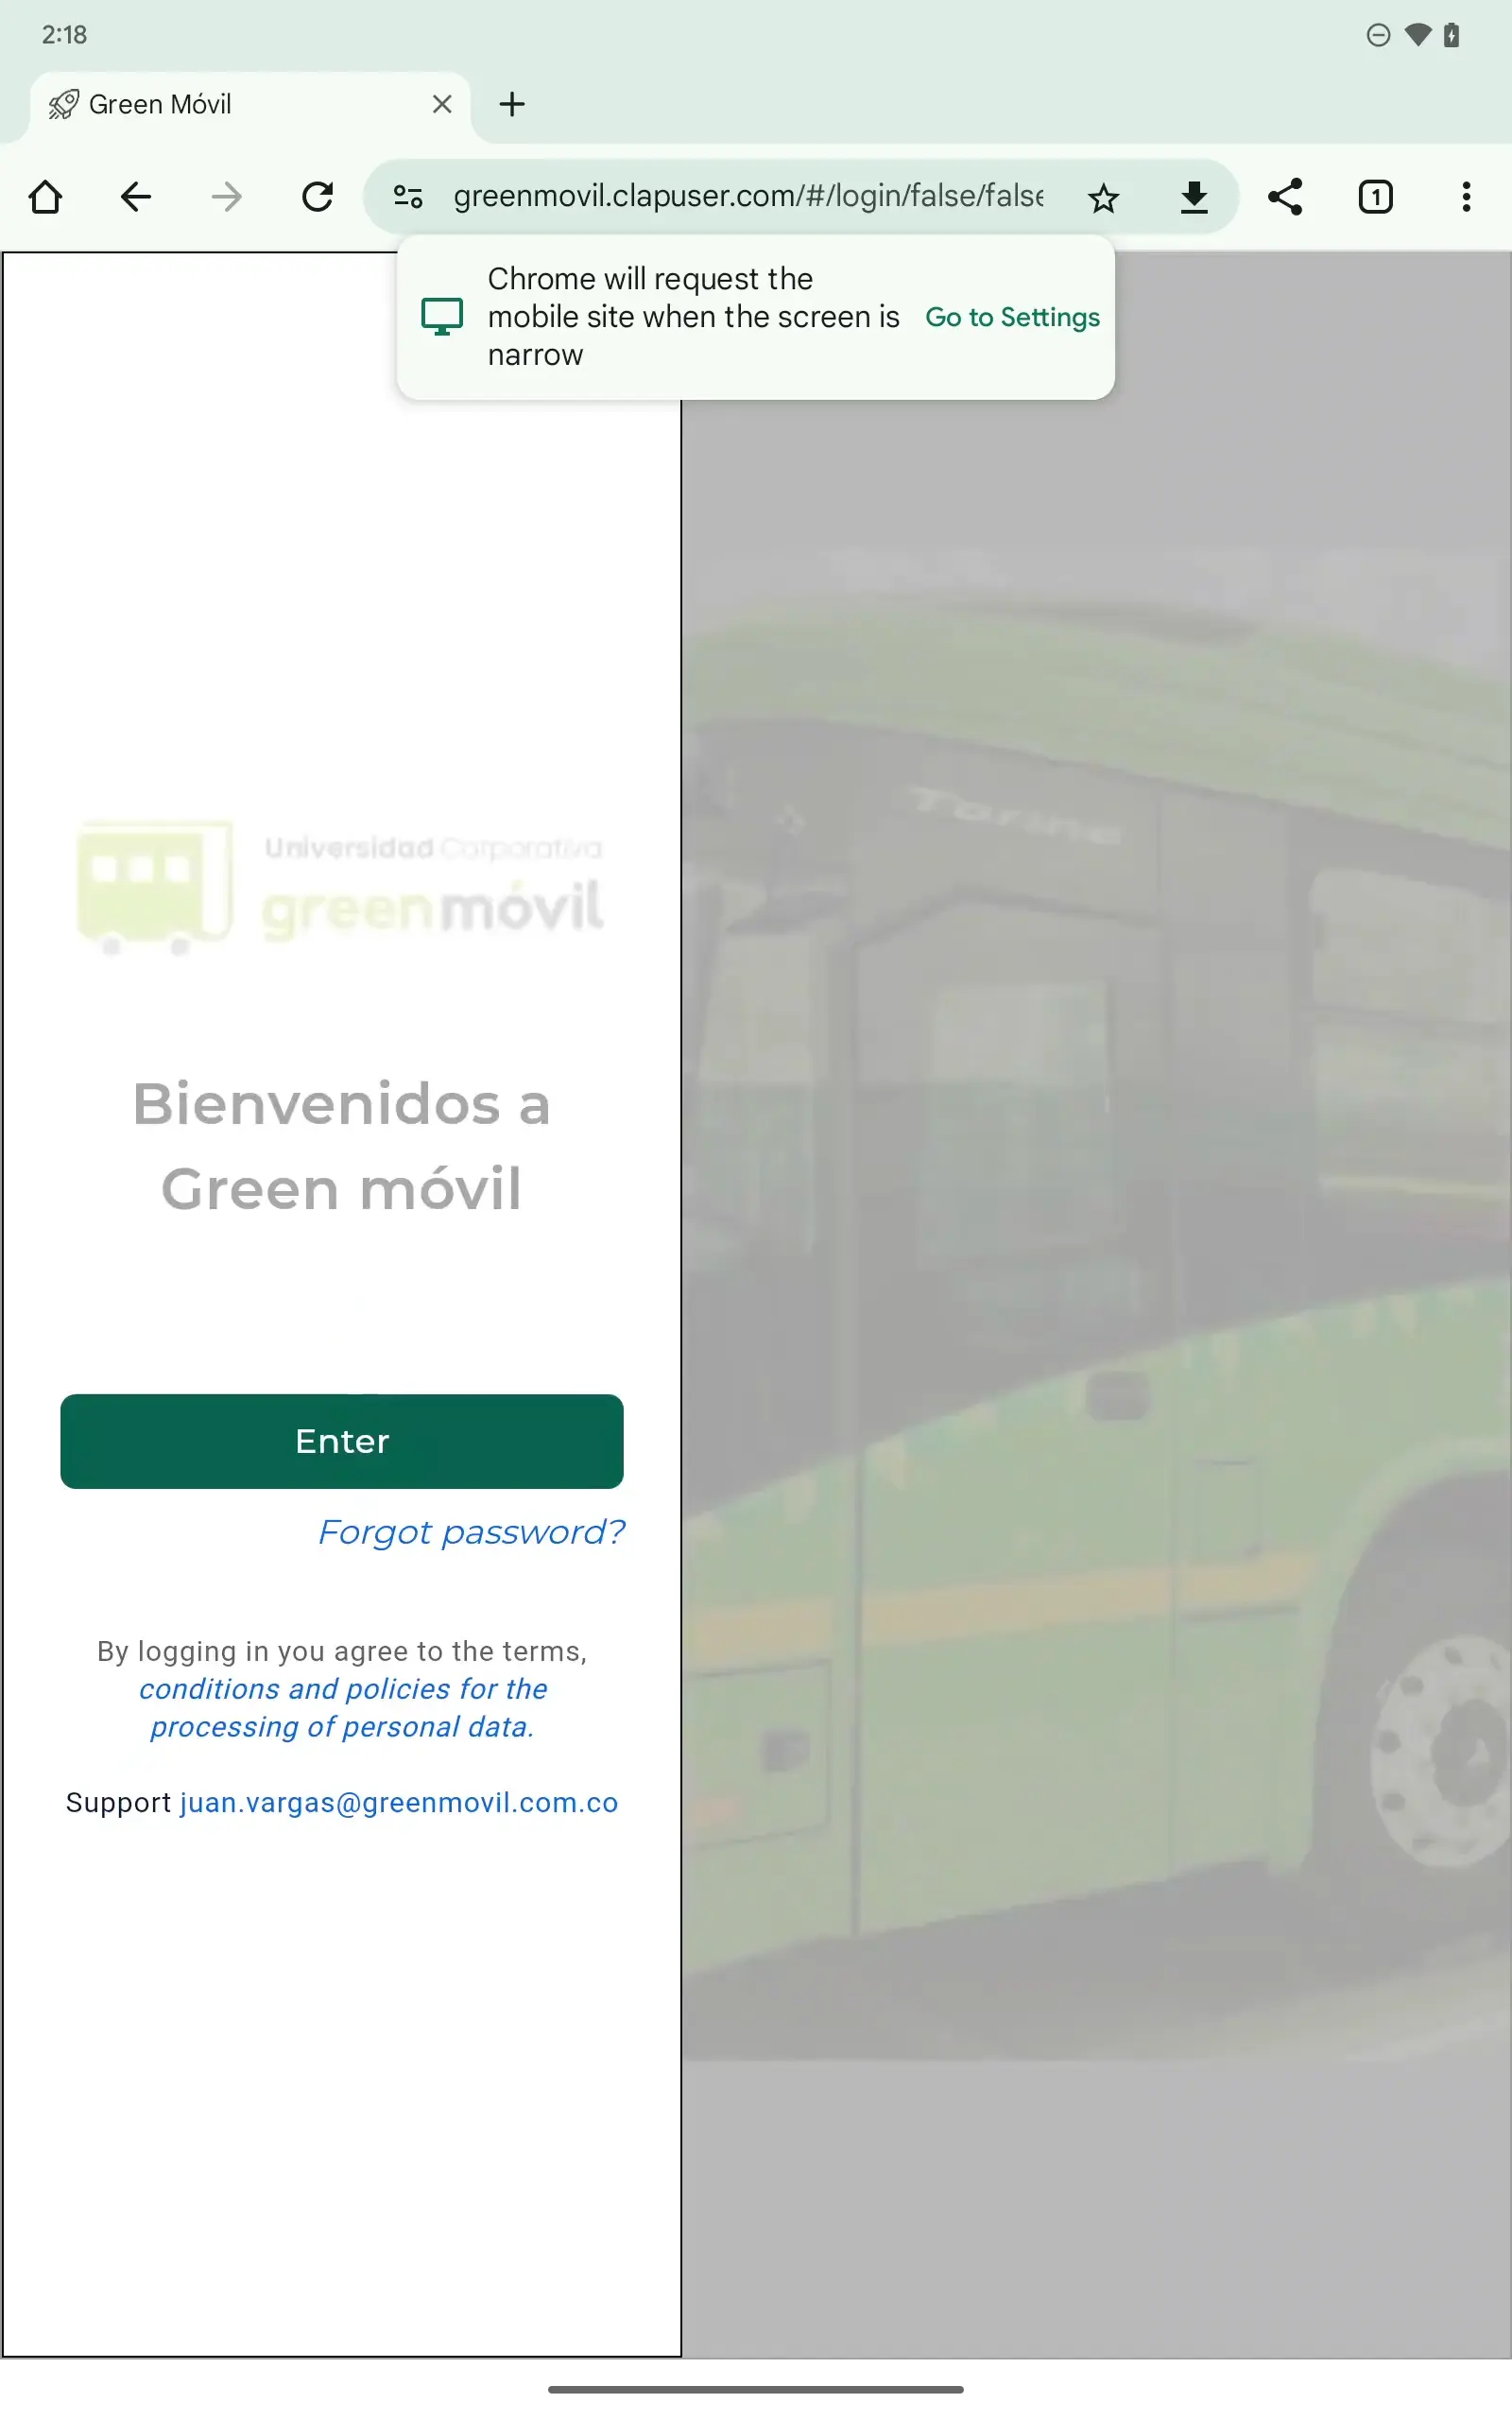 2:18
Green Móvil
greenmovil.clapuser.com/#/login/false/false
1
Chrome will request the
mobile site when the screen is
narrow
Go to Settings
Torino
Universidad Corporativa
greenmóvil
Bienvenidos a
Green móvil
Enter
Forgot password?
By logging in you agree to the terms,
conditions and policies for the
processing of personal data.
Support juan.vargas@greenmovil.com.co